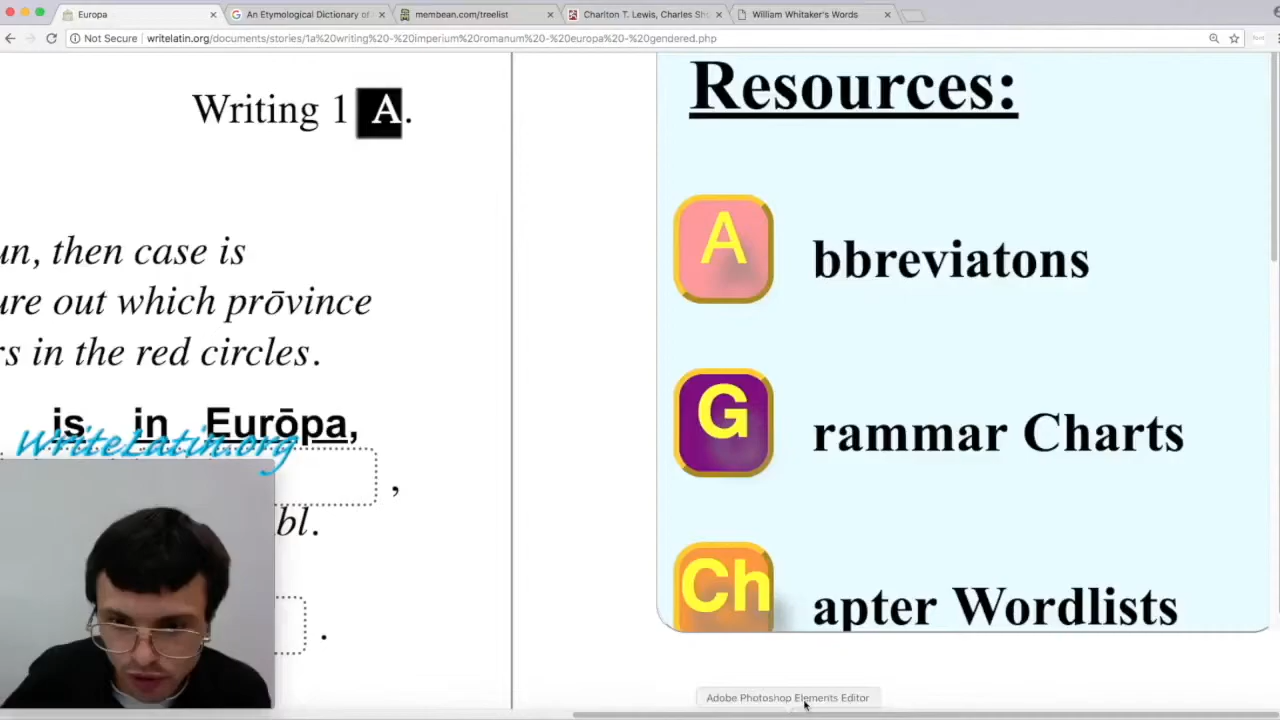 Europa
An Etymological Dictionary of
membean.com/treelist
Charlton T. Lewis, Charles Sh
William Whitaker's Words
Not Secure | writelatin.org/documents/stories/1a%20writing%20-%20imperium%20romanum%20-%20europa%20-%20gendered.php
Writing 1 A.
un, then case is
ure out which prōvince
rs in the red circles.
is in Eurōpa,
WriteLatin.org
,
bl.
.
Resources:
A bbreviatons
G rammar Charts
Ch apter Wordlists
Adobe Photoshop Elements Editor